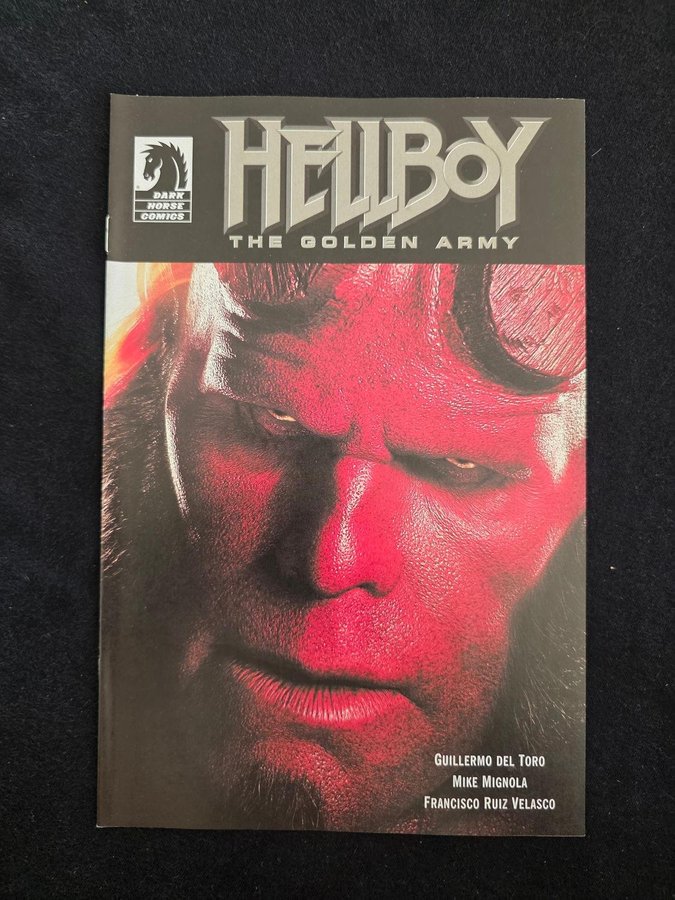 HELLBOY
THE GOLDEN ARMY
DARK
HORSE
COMICS
GUILLERMO DEL TORO
MIKE MIGNOLA
FRANCISCO RUIZ VELASCO